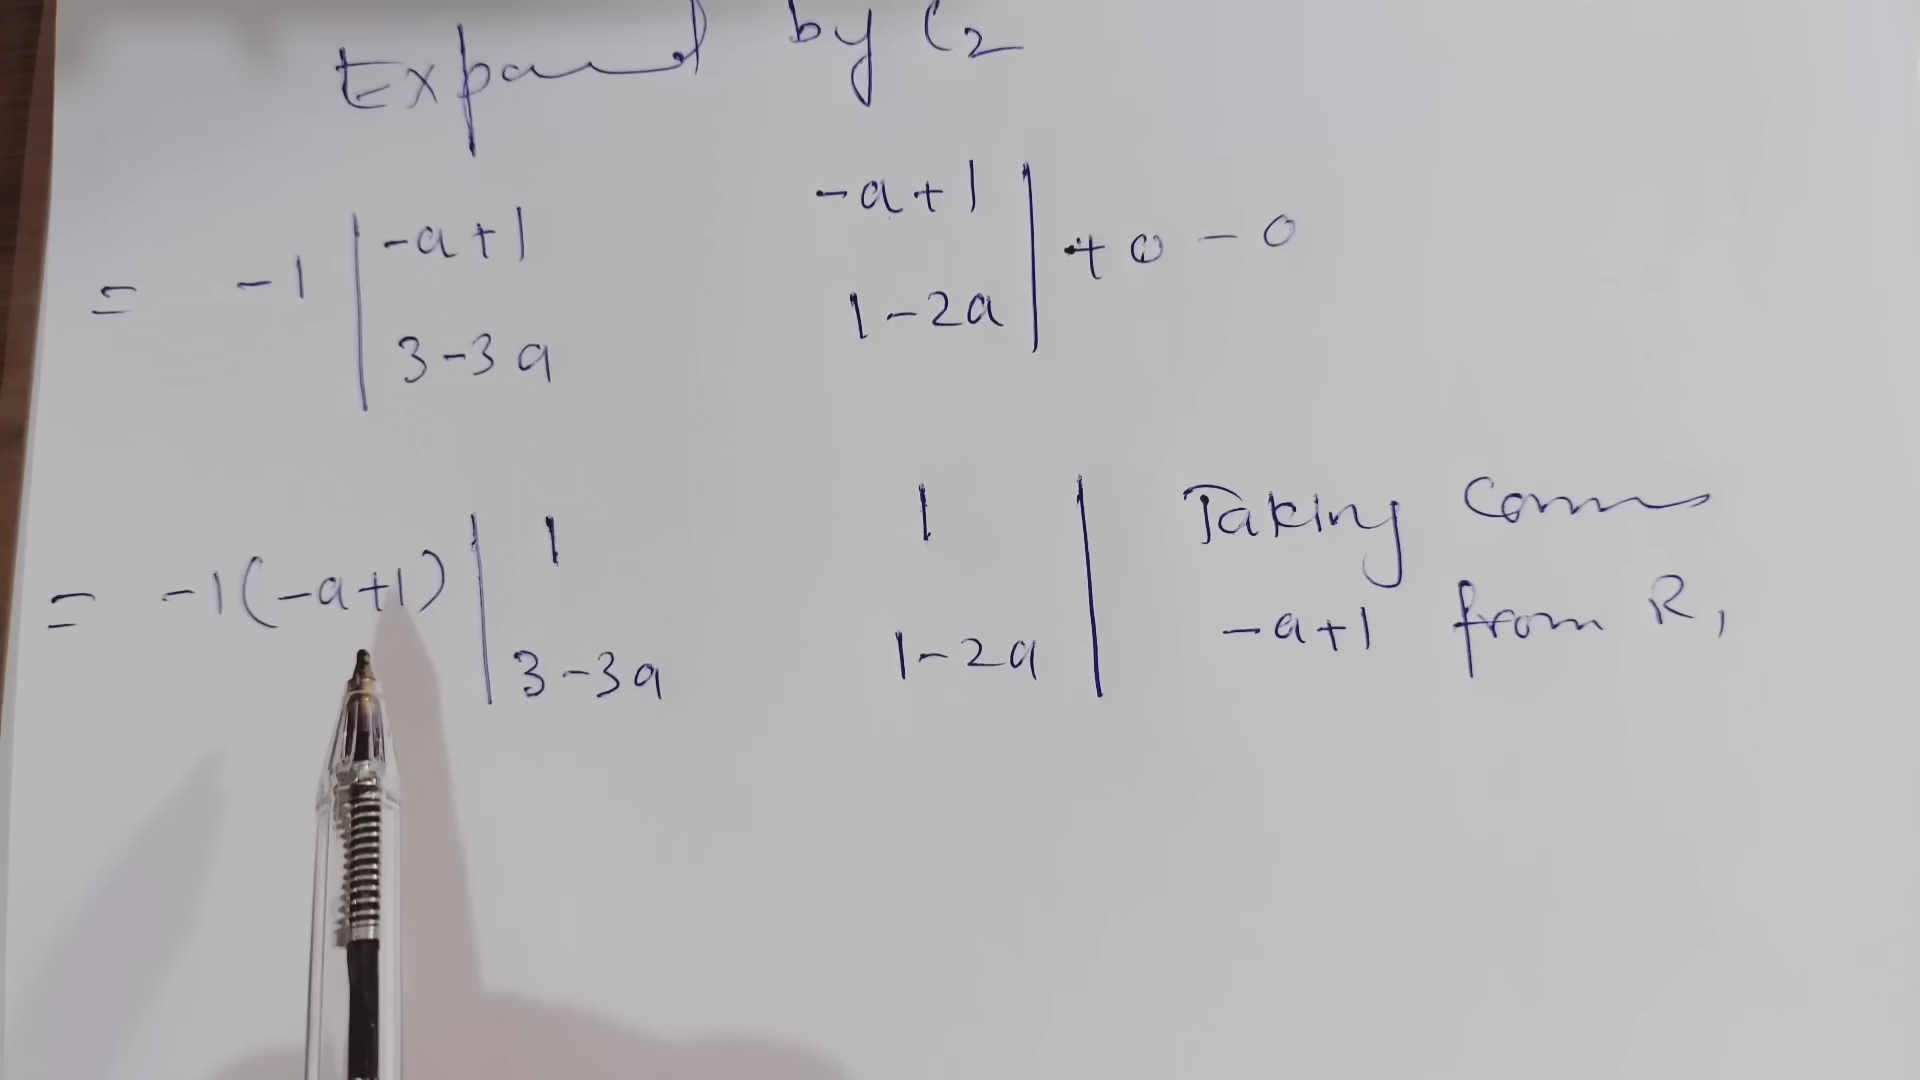 Expand by C2
= -1 | -a+1 -a+1 | + 0 - 0
3-3a 1-2a
= -1(-a+1) | 1 1 | Taking
3-3a 1-2a | -a+1 from R1